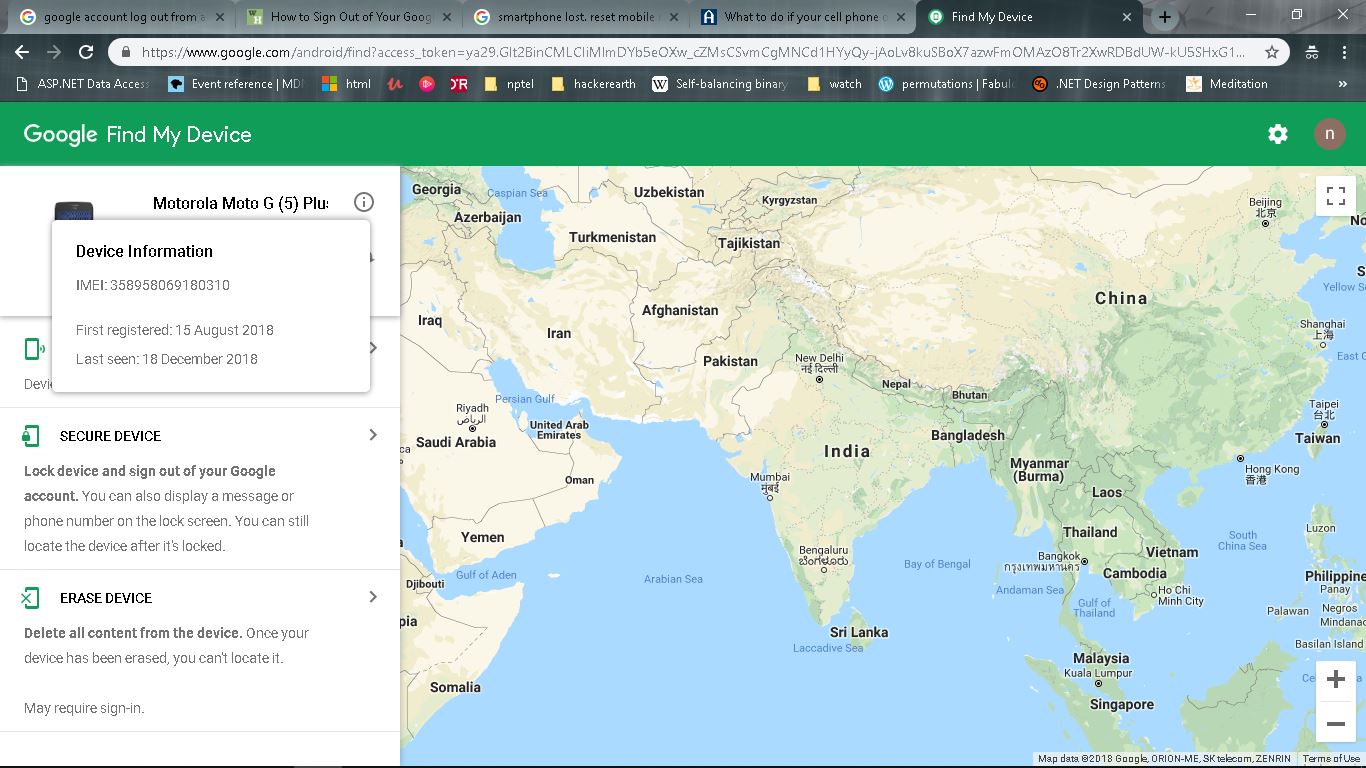 google account log out from a
How to Sign Out of Your Goog
smartphone lost. reset mobile
What to do if your cell phone o
Find My Device
https://www.google.com/android/find?access_token=ya29.
ASP.NET Data Access
Event reference | MDN
html
nptel
hackerearth
Self-balancing binary
watch
permutations | Fabulo
.NET Design Patterns
Meditation
»
Google Find My Device
n
Motorola Moto G (5) Plus
Device Information
IMEI: 358958069180310
First registered: 15 August 2018
Last seen: 18 December 2018
Devic
SECURE DEVICE
Lock device and sign out of your Google
account. You can also display a message or
phone number on the lock screen. You can still
locate the device after it's locked.
ERASE DEVICE
Delete all content from the device. Once your
device has been erased, you can't locate it.
May require sign-in.
Georgia
Caspian Sea
Uzbekistan
Kyrgyzstan
Azerbaijan
Turkmenistan
Tajikistan
Beijing
北京
No
S
Yellow Se
Iraq
Iran
Afghanistan
China
Pakistan
New Delhi
नई दिल्ली
Shanghai
上海
East C
Nepal
Bhutan
Persian Gulf
Riyadh
الرياض
United Arab
Emirates
Saudi Arabia
ca
Oman
India
Bangladesh
Taipei
台北
Taiwan
Mumbai
मुंबई
Myanmar
(Burma)
Hong Kong
香港
Laos
Yemen
Thailand
Luzon
South
China Sea
Vietnam
Bengaluru
ಬೆಂಗಳೂರು
Bangkok
กรุงเทพมหานคร
Bay of Bengal
Arabian Sea
Gulf of Aden
Djibouti
Cambodia
Philippine
Andaman Sea
Gulf of
Thailand
Ho Chi
Minh City
Panay
Palawan
Negros
Mindanao
pia
Sri Lanka
Laccadive Sea
Basilan Island
Malaysia
Kuala Lumpur
Somalia
Singapore
Ce
+
−
Map data ©2018 Google, ORION-ME, SK telecom, ZENRIN
Terms of Use